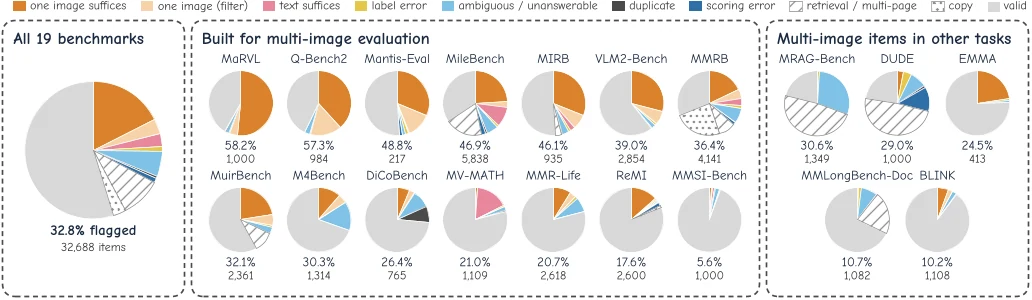 one image suffices one image (filter) text suffices label error ambiguous / unanswerable duplicate scoring error retrieval / multi-page copy valid
All 19 benchmarks
32.8% flagged
32,688 items
Built for multi-image evaluation
MaRVL Q-Bench2 Mantis-Eval MileBench MIRB VLM2-Bench MMRB
58.2% 57.3% 48.8% 46.9% 46.1% 39.0% 36.4%
1,000 984 217 5,838 935 2,854 4,141
MuirBench M4Bench DiCoBench MV-MATH MMR-Life ReMI MMSI-Bench
32.1% 30.3% 26.4% 21.0% 20.7% 17.6% 5.6%
2,361 1,314 765 1,109 2,618 2,600 1,000
Multi-image items in other tasks
MRAG-Bench DUDE EMMA
30.6% 29.0% 24.5%
1,349 1,000 413
MMLongBench-Doc BLINK
10.7% 10.2%
1,082 1,108